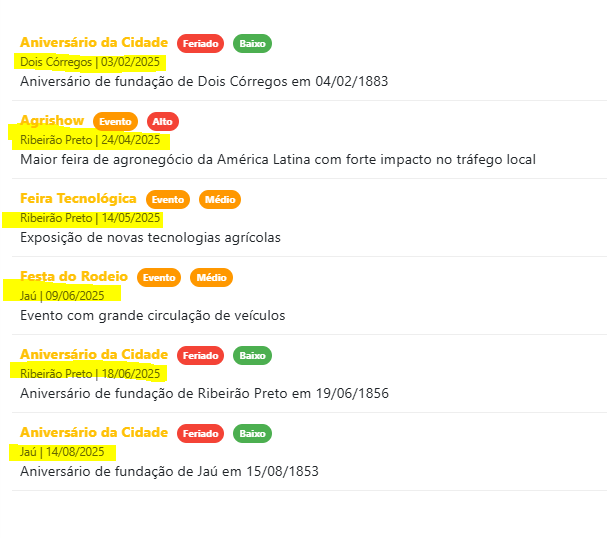 Aniversário da Cidade Feriado Baixo
Dois Córregos | 03/02/2025
Aniversário de fundação de Dois Córregos em 04/02/1883
Agrishow Evento Alto
Ribeirão Preto | 24/04/2025
Maior feira de agronegócio da América Latina com forte impacto no tráfego local
Feira Tecnológica Evento Médio
Ribeirão Preto | 14/05/2025
Exposição de novas tecnologias agrícolas
Festa do Rodeio Evento Médio
Jaú | 09/06/2025
Evento com grande circulação de veículos
Aniversário da Cidade Feriado Baixo
Ribeirão Preto | 18/06/2025
Aniversário de fundação de Ribeirão Preto em 19/06/1856
Aniversário da Cidade Feriado Baixo
Jaú | 14/08/2025
Aniversário de fundação de Jaú em 15/08/1853